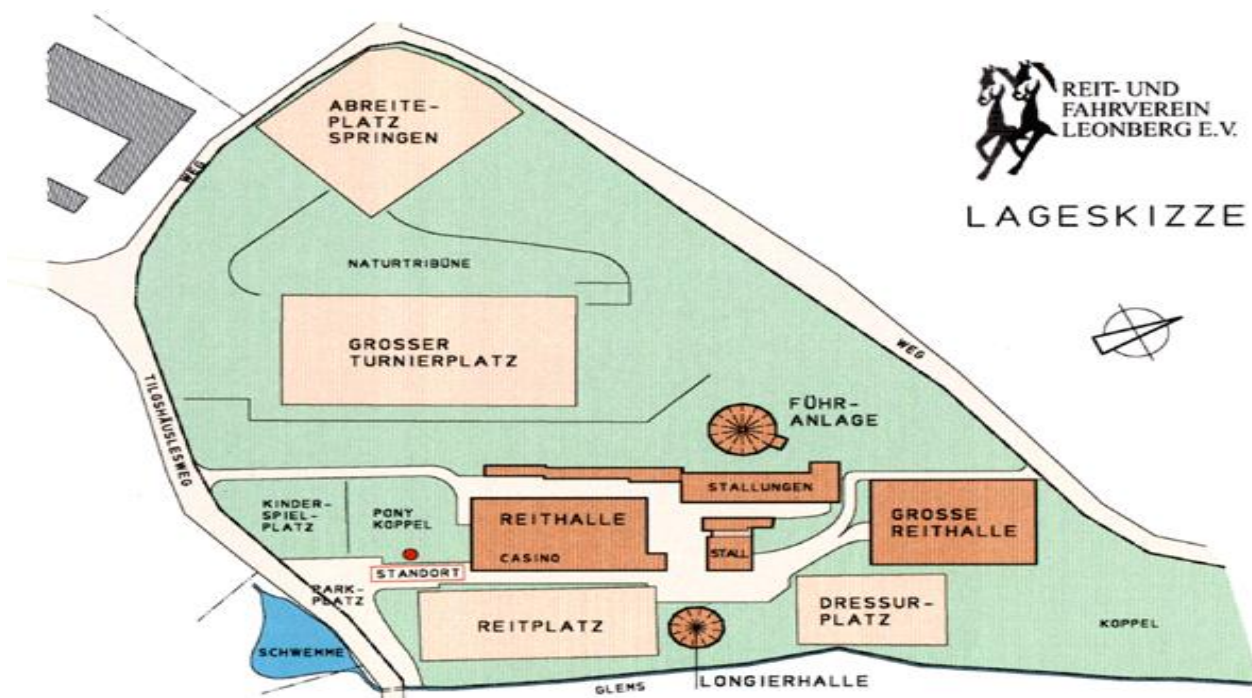 ABREITE-
PLATZ
SPRINGEN
REIT- UND
FAHRVEREIN
LEONBERG E.V.
LAGESKIZZE
WEG
NATURTRIBÜNE
GROSSER
TURNIERPLATZ
WEG
TILGSHÄUSLESWEG
FÜHR-
ANLAGE
STALLUNGEN
KINDER-
SPIEL-
PLATZ
PONY
KOPPEL
REITHALLE
CASINO
STALL
GROSSE
REITHALLE
STANDORT
PARK-
PLATZ
REITPLATZ
DRESSUR-
PLATZ
KOPPEL
SCHWEMME
GLEMS
LONGIERHALLE